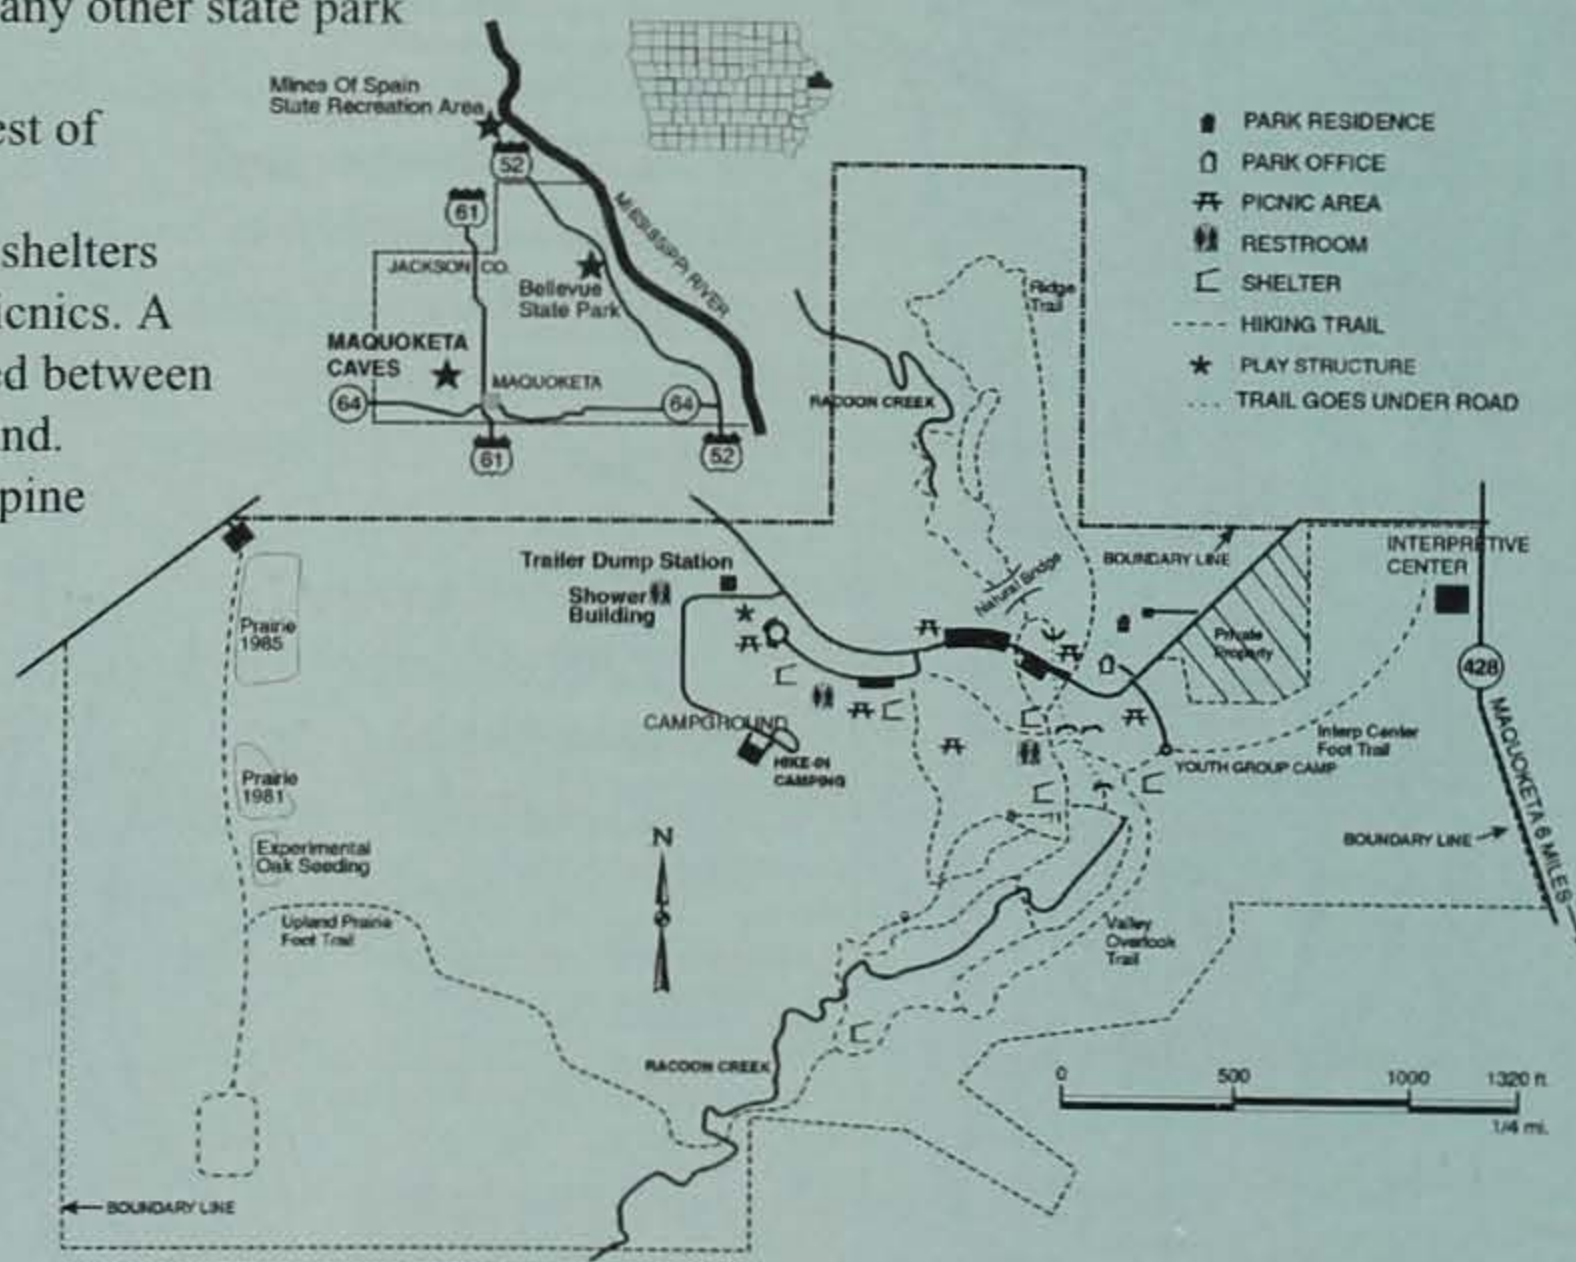 any other state park
est of
shelters
icnics. A
ed between
und.
pine
Mines Of Spain
State Recreation Area
52
61
MISSISSIPPI RIVER
JACKSON CO.
Bellevue
State Park
MAQUOKETA
CAVES
MAQUOKETA
64
64
61
52
PARK RESIDENCE
PARK OFFICE
PICNIC AREA
RESTROOM
SHELTER
HIKING TRAIL
PLAY STRUCTURE
TRAIL GOES UNDER ROAD
Ridge
Trail
RACOON CREEK
Trailer Dump Station
Shower
Building
Natural Bridge
BOUNDARY LINE
INTERPRETIVE
CENTER
Prairie
1985
Private
Property
428
CAMPGROUND
HIKE-IN
CAMPING
Interp Center
Foot Trail
YOUTH GROUP CAMP
MAQUOKETA 6 MILES
Prairie
1981
Experimental
Oak Seeding
N
BOUNDARY LINE
Upland Prairie
Foot Trail
Valley
Overlook
Trail
RACOON CREEK
0 500 1000 1320 ft.
1/4 mi.
BOUNDARY LINE